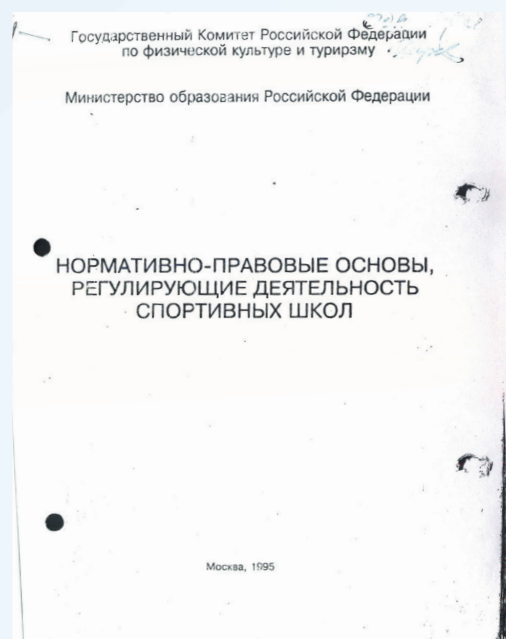 Государственный Комитет Российской Федерации
по физической культуре и туриpзму
Министерство образования Российской Федерации
НОРМАТИВНО-ПРАВОВЫЕ ОСНОВЫ,
РЕГУЛИРУЮЩИЕ ДЕЯТЕЛЬНОСТЬ
СПОРТИВНЫХ ШКОЛ
Москва, 1995